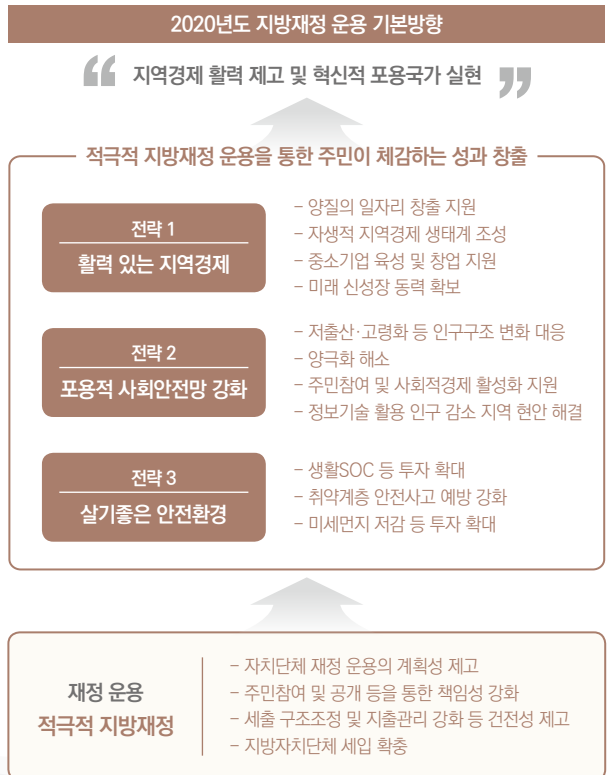 2020년도 지방재정 운용 기본방향
“ 지역경제 활력 제고 및 혁신적 포용국가 실현 ”
적극적 지방재정 운용을 통한 주민이 체감하는 성과 창출
전략 1
활력 있는 지역경제
- 양질의 일자리 창출 지원
- 자생적 지역경제 생태계 조성
- 중소기업 육성 및 창업 지원
- 미래 신성장 동력 확보
전략 2
포용적 사회안전망 강화
- 저출산·고령화 등 인구구조 변화 대응
- 양극화 해소
- 주민참여 및 사회적경제 활성화 지원
- 정보기술 활용 인구 감소 지역 현안 해결
전략 3
살기좋은 안전환경
- 생활SOC 등 투자 확대
- 취약계층 안전사고 예방 강화
- 미세먼지 저감 등 투자 확대
재정 운용
적극적 지방재정
- 자치단체 재정 운용의 계획성 제고
- 주민참여 및 공개 등을 통한 책임성 강화
- 세출 구조조정 및 지출관리 강화 등 건전성 제고
- 지방자치단체 세입 확충